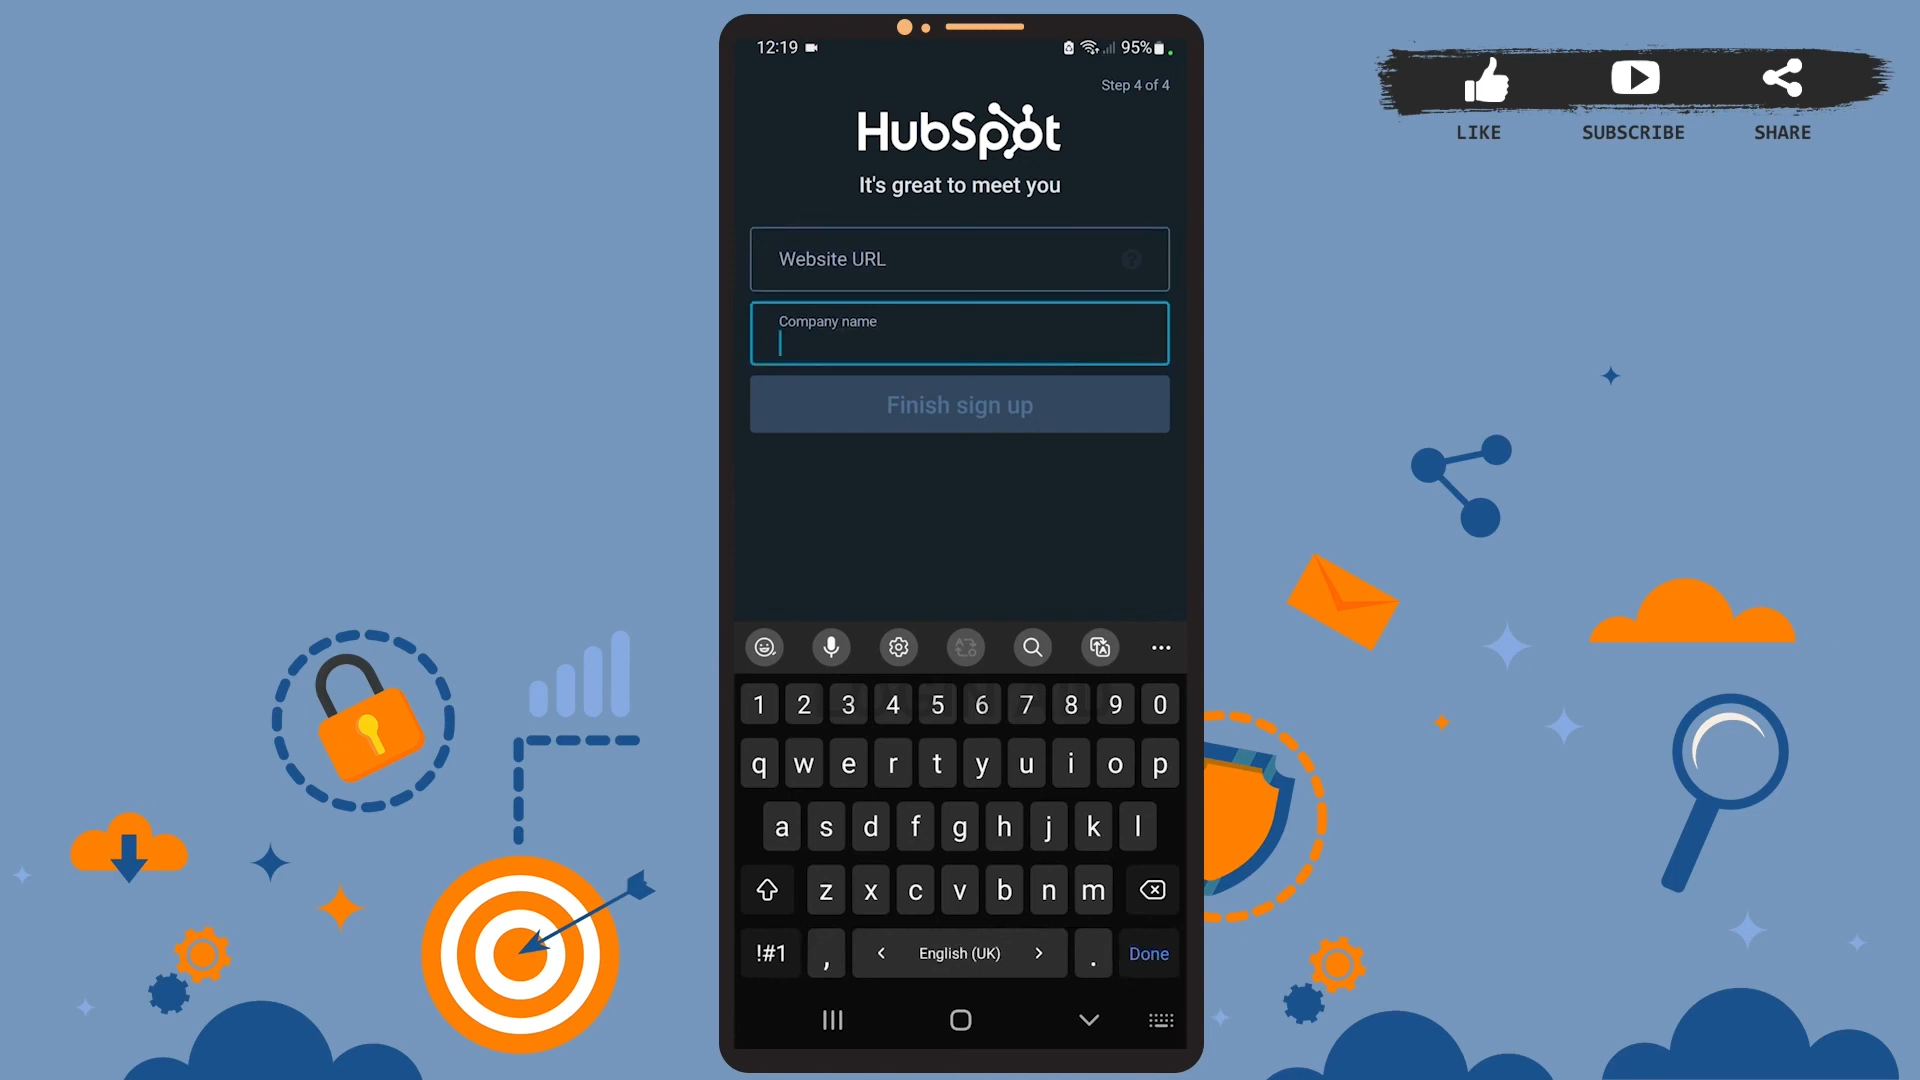 12:19
95%
Step 4 of 4
HubSpot
It's great to meet you
Website URL
Company name
Finish sign up
1 2 3 4 5 6 7 8 9 0
q w e r t y u i o p
a s d f g h j k l
z x c v b n m
!#1 , < English (UK) > . Done
LIKE SUBSCRIBE SHARE